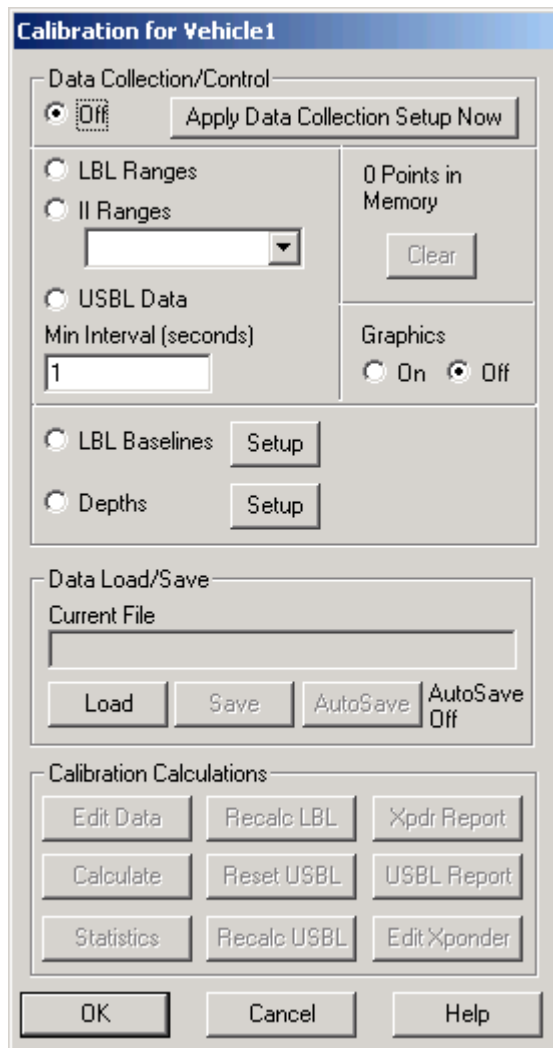 Calibration for Vehicle1
Data Collection/Control
Off
Apply Data Collection Setup Now
LBL Ranges
II Ranges
USBL Data
Min Interval (seconds)
1
0 Points in
Memory
Clear
Graphics
On Off
LBL Baselines Setup
Depths Setup
Data Load/Save
Current File
Load Save AutoSave AutoSave
Off
Calibration Calculations
Edit Data Recalc LBL Xpdr Report
Calculate Reset USBL USBL Report
Statistics Recalc USBL Edit Xponder
OK Cancel Help